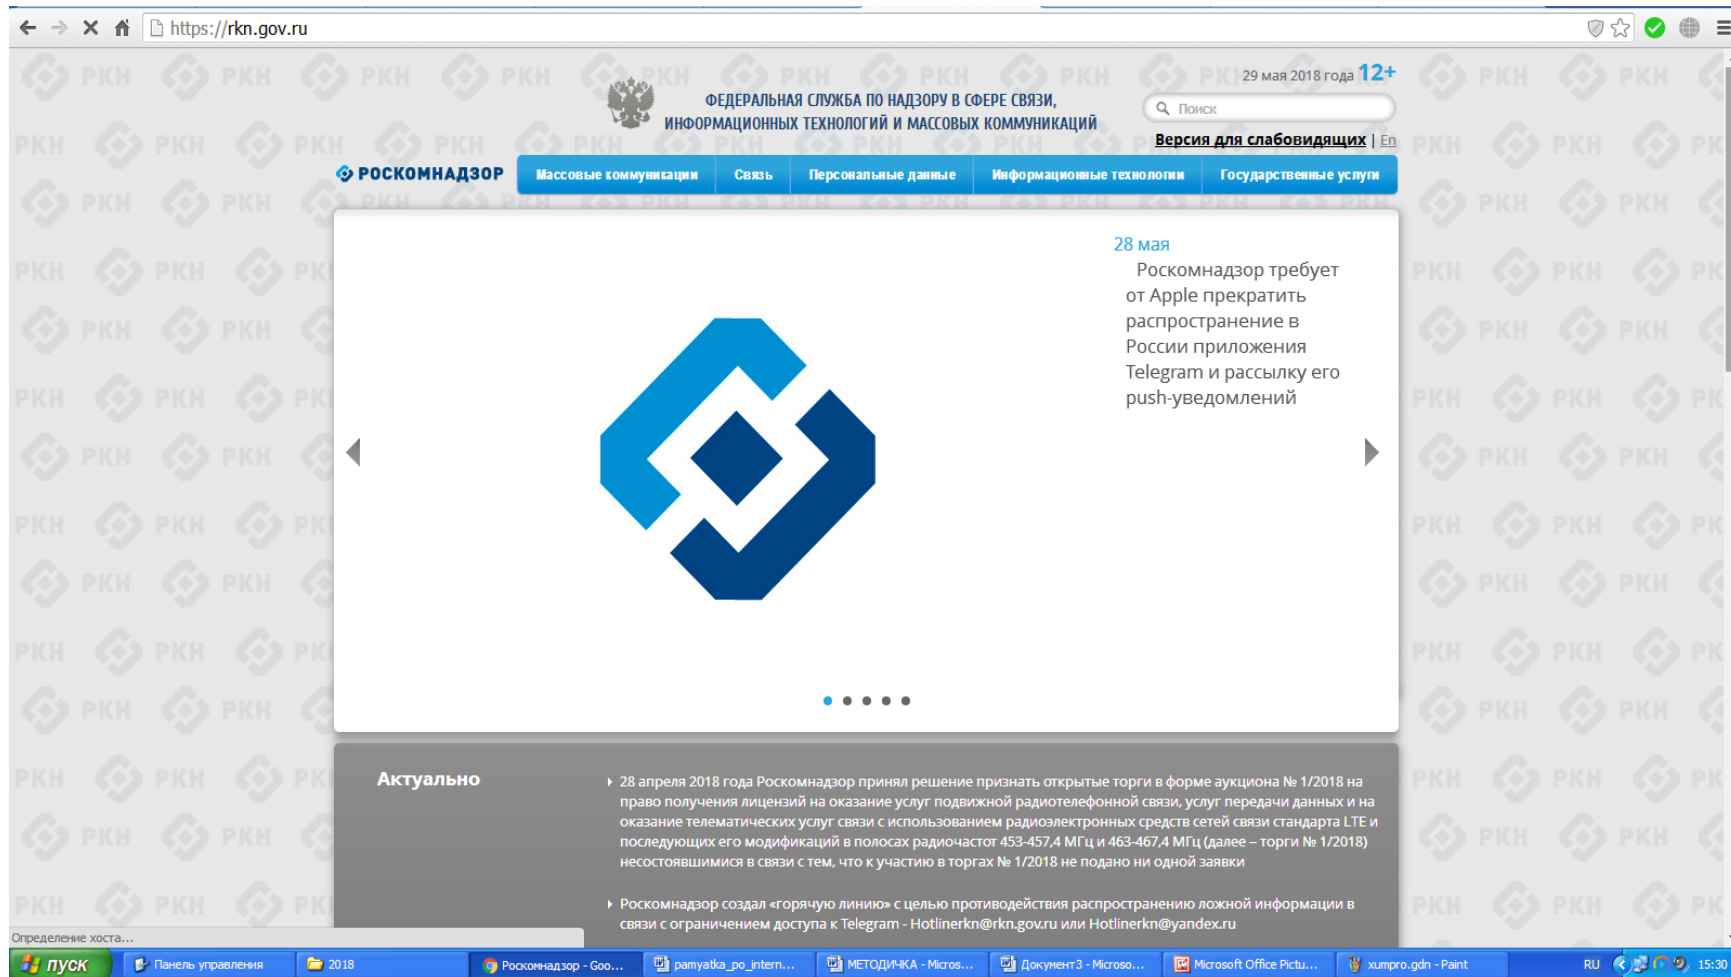 https://rkn.gov.ru
29 мая 2018 года 12+
ФЕДЕРАЛЬНАЯ СЛУЖБА ПО НАДЗОРУ В СФЕРЕ СВЯЗИ,
ИНФОРМАЦИОННЫХ ТЕХНОЛОГИЙ И МАССОВЫХ КОММУНИКАЦИЙ
Поиск
Версия для слабовидящих | En
РОСКОМНАДЗОР
Массовые коммуникации
Связь
Персональные данные
Информационные технологии
Государственные услуги
28 мая
Роскомнадзор требует
от Apple прекратить
распространение в
России приложения
Telegram и рассылку его
push-уведомлений
Актуально
28 апреля 2018 года Роскомнадзор принял решение признать открытые торги в форме аукциона № 1/2018 на
право получения лицензий на оказание услуг подвижной радиотелефонной связи, услуг передачи данных и на
оказание телематических услуг связи с использованием радиоэлектронных средств сетей связи стандарта LTE и
последующих его модификаций в полосах радиочастот 453-457,4 МГц и 463-467,4 МГц (далее – торги № 1/2018)
несостоявшимися в связи с тем, что к участию в торгах № 1/2018 не подано ни одной заявки
Роскомнадзор создал «горячую линию» с целью противодействия распространению ложной информации в
связи с ограничением доступа к Telegram - Hotlinerkn@rkn.gov.ru или Hotlinerkn@yandex.ru
Определение хоста...
пуск
Панель управления
2018
Роскомнадзор - Goo...
pamyatka_po_intern...
МЕТОДИЧКА - Micros...
Документ3 - Microso...
Microsoft Office Pictu...
xumpro.gdn - Paint
RU
15:30
РКН